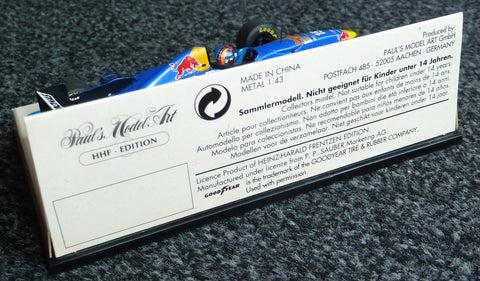 Produced by:
PAUL'S MODEL ART GmbH
POSTFACH 485 · 52005 AACHEN · GERMANY
MADE IN CHINA
METAL 1:43
Paul's Model Art
HHF - EDITION
Sammlermodell. Nicht geeignet für Kinder unter 14 Jahren.
Collectors model. Not suitable for children under 14 years.
Article pour collectionneurs. Ne convient pas aux enfants de moins de 14 ans.
Automodello per collezionismo. Non adatto per bambini die età inferiore di 14 anni.
Modelo para coleccionistas. No apropiado para niños menores de 14 años.
Modellen voor de verzamelaar. Niet geschikt voor kinderen onder 14 jaar.
Licence Product of HEINZ-HARALD FRENTZEN EDITION.
Manufactured under licence from P. P. SAUBER Marketing AG.
GOODYEAR is the trademark of the GOODYEAR TIRE & RUBBER COMPANY.
Used with permission.